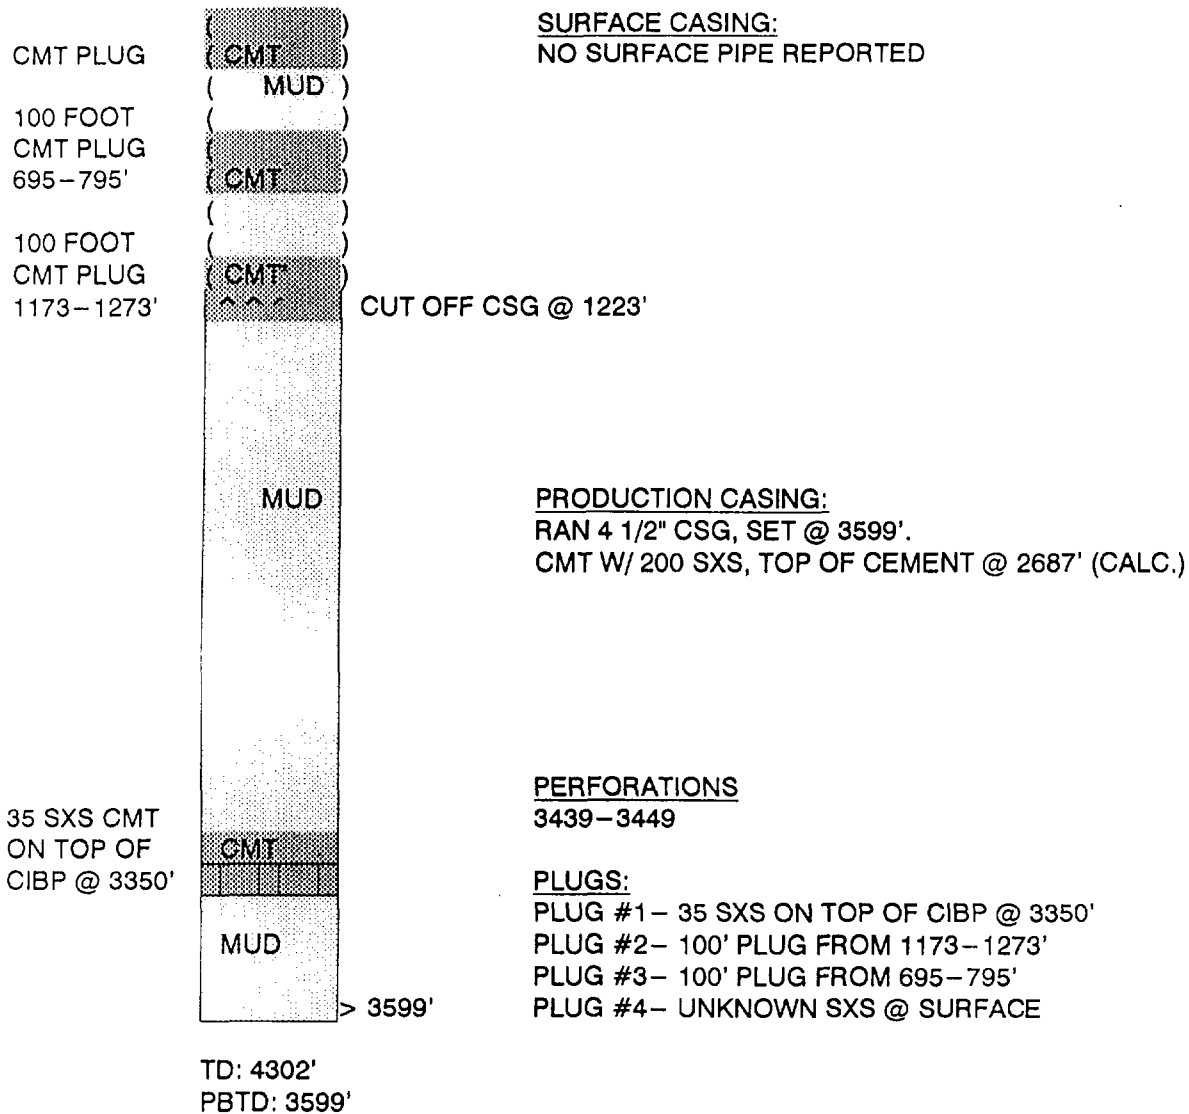 SURFACE CASING:
NO SURFACE PIPE REPORTED
CMT PLUG
CMT
MUD
100 FOOT
CMT PLUG
695-795'
CMT
100 FOOT
CMT PLUG
1173-1273'
CMT
CUT OFF CSG @ 1223'
MUD
PRODUCTION CASING:
RAN 4 1/2" CSG, SET @ 3599'.
CMT W/ 200 SXS, TOP OF CEMENT @ 2687' (CALC.)
PERFORATIONS
3439-3449
35 SXS CMT
ON TOP OF
CIBP @ 3350'
CMT
MUD
> 3599'
PLUGS:
PLUG #1- 35 SXS ON TOP OF CIBP @ 3350'
PLUG #2- 100' PLUG FROM 1173-1273'
PLUG #3- 100' PLUG FROM 695-795'
PLUG #4- UNKNOWN SXS @ SURFACE
TD: 4302'
PBTD: 3599'